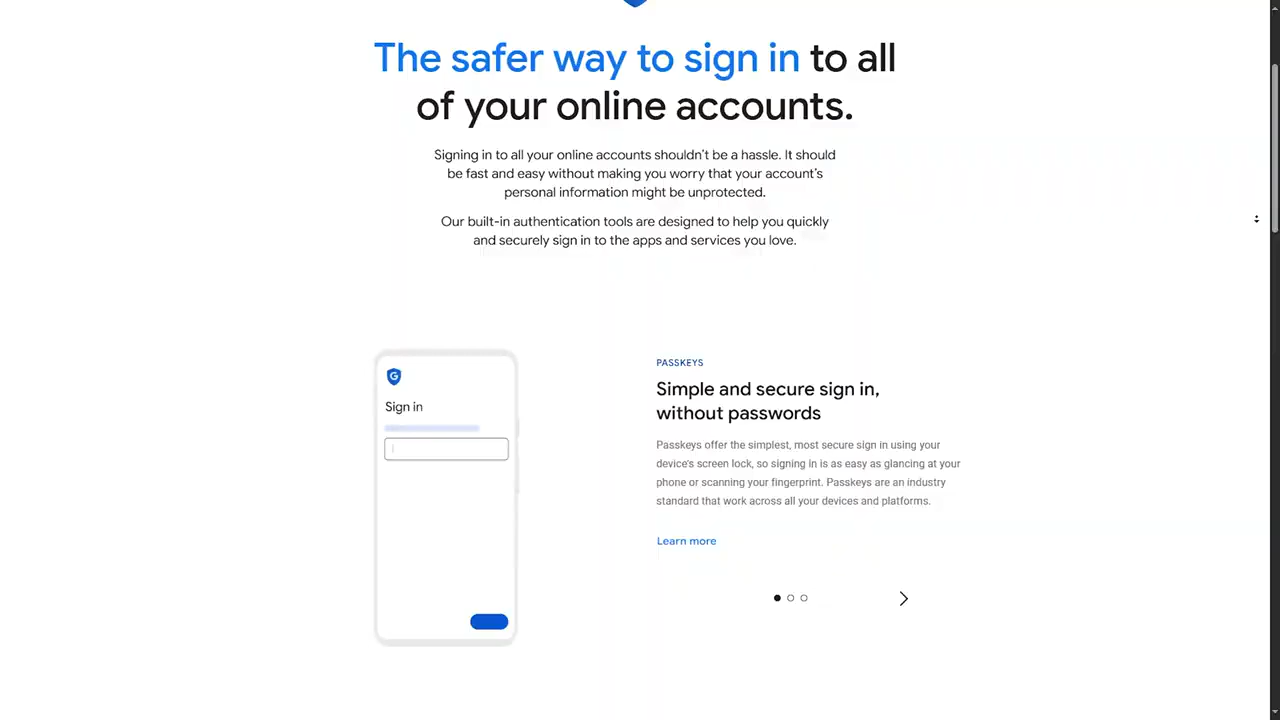 The safer way to sign in to all
of your online accounts.
Signing in to all your online accounts shouldn't be a hassle. It should
be fast and easy without making you worry that your account's
personal information might be unprotected.
Our built-in authentication tools are designed to help you quickly
and securely sign in to the apps and services you love.
G
Sign in
PASSKEYS
Simple and secure sign in,
without passwords
Passkeys offer the simplest, most secure sign in using your
device's screen lock, so signing in is as easy as glancing at your
phone or scanning your fingerprint. Passkeys are an industry
standard that work across all your devices and platforms.
Learn more